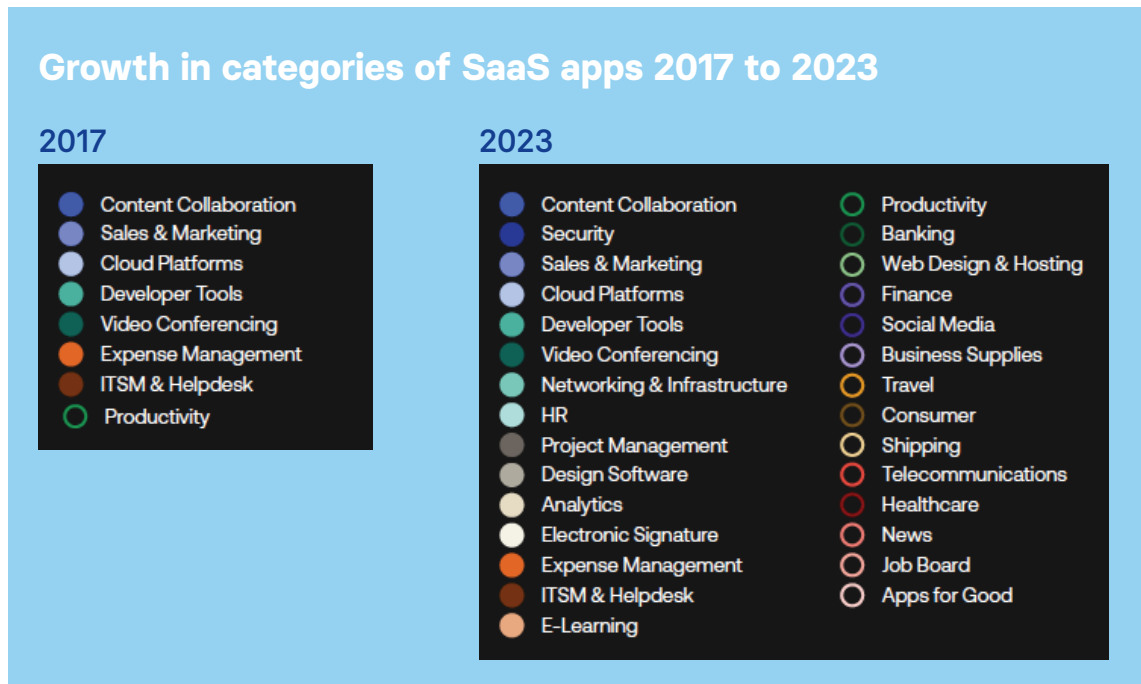 Growth in categories of SaaS apps 2017 to 2023
2017
Content Collaboration
Sales & Marketing
Cloud Platforms
Developer Tools
Video Conferencing
Expense Management
ITSM & Helpdesk
Productivity
2023
Content Collaboration
Security
Sales & Marketing
Cloud Platforms
Developer Tools
Video Conferencing
Networking & Infrastructure
HR
Project Management
Design Software
Analytics
Electronic Signature
Expense Management
ITSM & Helpdesk
E-Learning
Productivity
Banking
Web Design & Hosting
Finance
Social Media
Business Supplies
Travel
Consumer
Shipping
Telecommunications
Healthcare
News
Job Board
Apps for Good